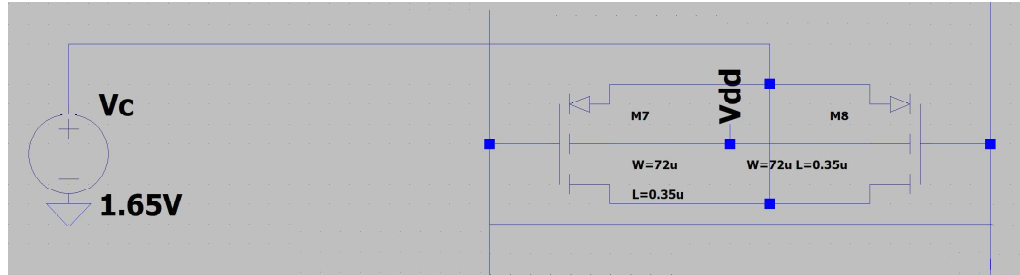 Vc
1.65V
M7
Vdd
M8
W=72u
W=72u L=0.35u
L=0.35u